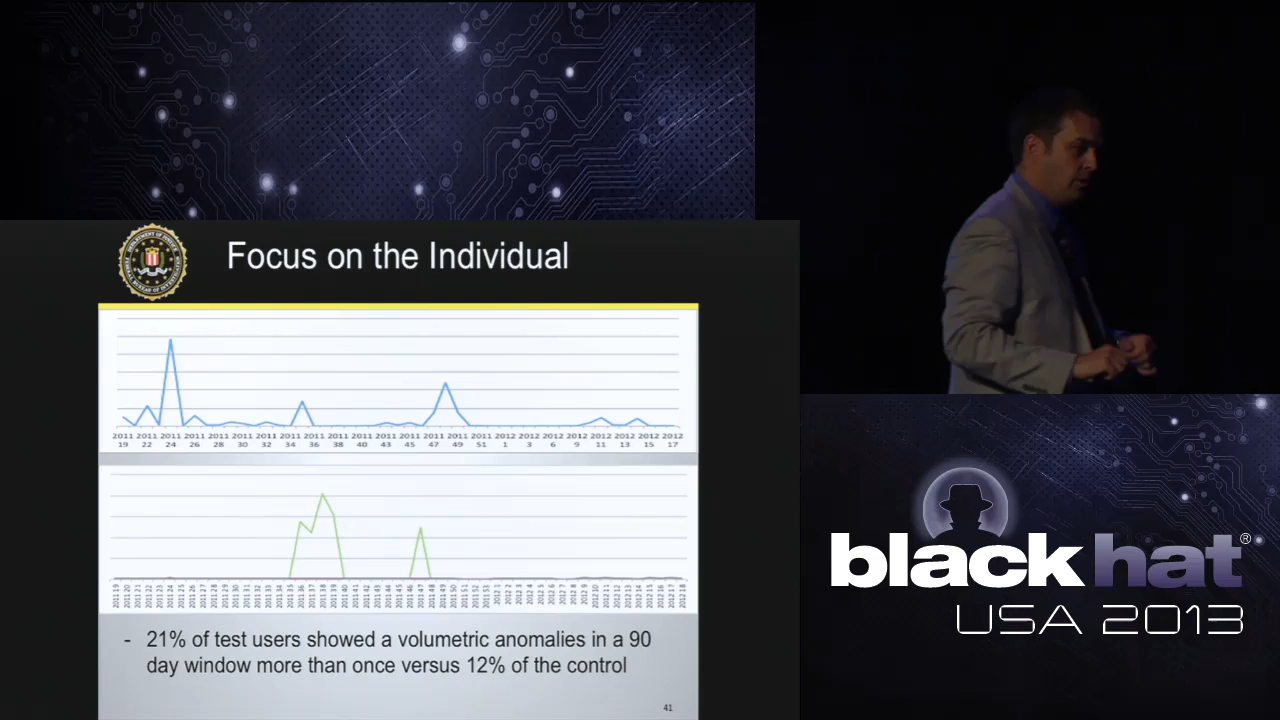 Focus on the Individual
2011 2011 2011 2011 2011 2011 2011 2011 2011 2011 2011 2011 2011 2011 2011 2011 2012 2012 2012 2012 2012 2012 2012 2012
19 22 24 26 28 30 32 34 36 38 40 43 45 47 49 51 1 3 6 9 11 13 15 17
- 21% of test users showed a volumetric anomalies in a 90
day window more than once versus 12% of the control
41
black hat®
USA 2013